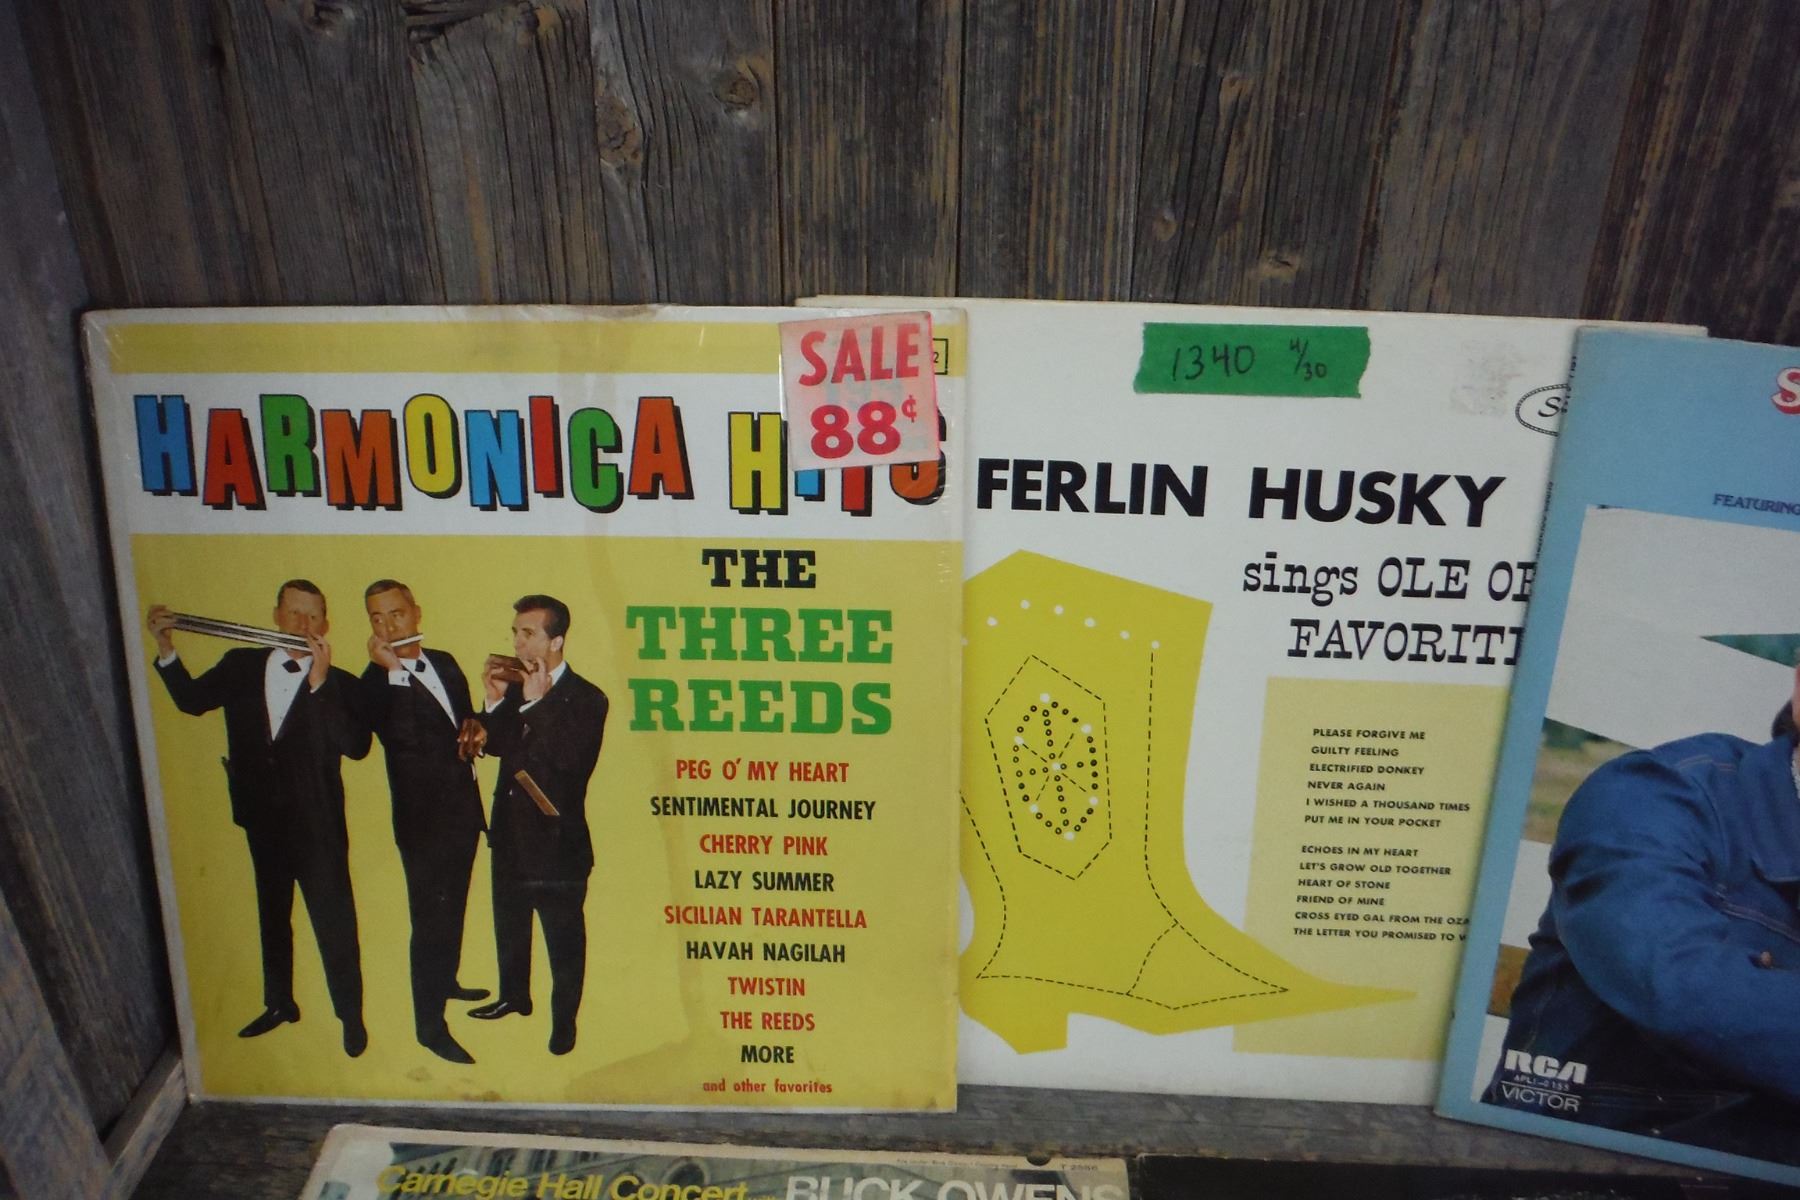 SALE
88¢
2
HARMONICA HITS
THE
THREE
REEDS
PEG O' MY HEART
SENTIMENTAL JOURNEY
CHERRY PINK
LAZY SUMMER
SICILIAN TARANTELLA
HAVAH NAGILAH
TWISTIN
THE REEDS
MORE
and other favorites
1340 4/30
FERLIN HUSKY
sings OLE
PLEASE FORGIVE ME
GUILTY FEELING
ELECTRIFIED DONKEY
NEVER AGAIN
I WISHED A THOUSAND TIMES
PUT ME IN YOUR POCKET
ECHOES IN MY HEART
LET'S GROW OLD TOGETHER
HEART OF STONE
FRIEND OF MINE
CROSS EYED GAL FROM THE
THE LETTER YOU PROMISED TO
S
FEATURING
RCA
APL1-0155
VICTOR
Carnegie Hall Concert
BUCK OWENS
T 2556